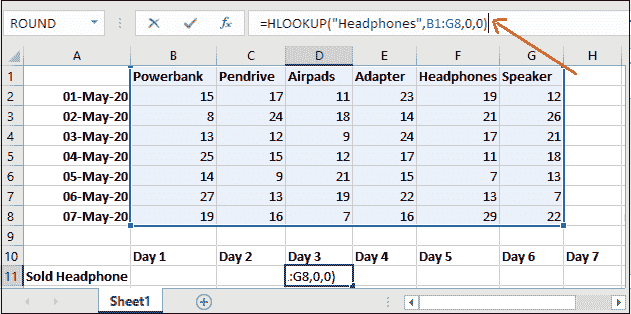 ROUND fx =HLOOKUP("Headphones",B1:G8,0,0)
A B C D E F G H
1 Powerbank Pendrive Airpads Adapter Headphones Speaker
2 01-May-20 15 17 11 23 19 12
3 02-May-20 8 24 18 14 21 26
4 03-May-20 13 12 9 24 17 21
5 04-May-20 25 15 12 17 11 18
6 05-May-20 14 9 21 15 7 13
7 06-May-20 27 13 19 22 13 7
8 07-May-20 19 16 7 16 29 22
9
10 Day 1 Day 2 Day 3 Day 4 Day 5 Day 6 Day 7
11 Sold Headphone :G8,0,0)
Sheet1